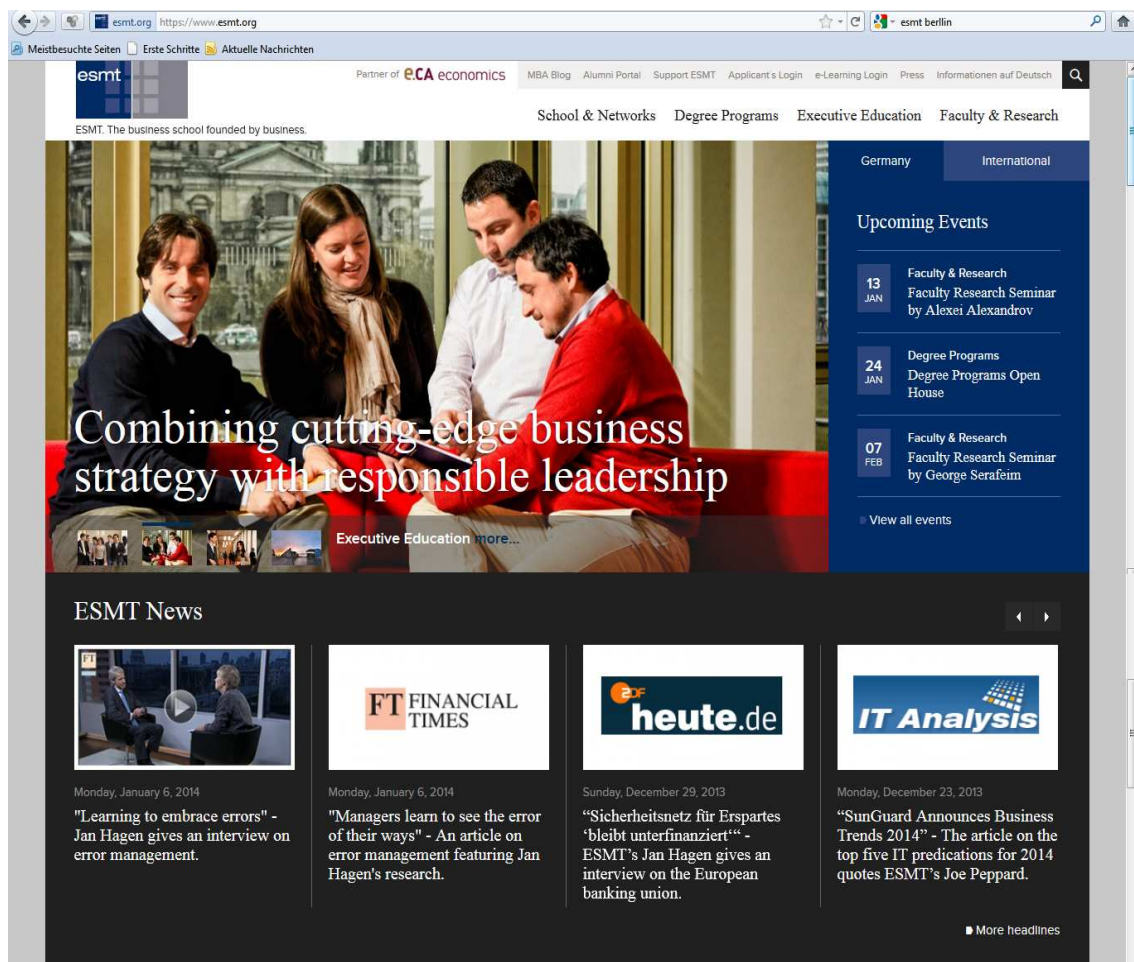 esmt.org https://www.esmt.org
esmt berllin
Meistbesuchte Seiten Erste Schritte Aktuelle Nachrichten
esmt
ESMT. The business school founded by business.
Partner of e.CA economics
MBA Blog Alumni Portal Support ESMT Applicant's Login e-Learning Login Press Informationen auf Deutsch
School & Networks Degree Programs Executive Education Faculty & Research
Combining cutting-edge business
strategy with responsible leadership
Executive Education more...
Germany International
Upcoming Events
13
JAN
Faculty & Research
Faculty Research Seminar
by Alexei Alexandrov
24
JAN
Degree Programs
Degree Programs Open
House
07
FEB
Faculty & Research
Faculty Research Seminar
by George Serafeim
View all events
ESMT News
FT
Monday, January 6, 2014
"Learning to embrace errors" -
Jan Hagen gives an interview on
error management.
FT FINANCIAL
TIMES
Monday, January 6, 2014
"Managers learn to see the error
of their ways" - An article on
error management featuring Jan
Hagen's research.
ZDF
heute.de
Sunday, December 29, 2013
“Sicherheitsnetz für Erspartes
‘bleibt unterfinanziert‘“ -
ESMT’s Jan Hagen gives an
interview on the European
banking union.
IT Analysis
Monday, December 23, 2013
“SunGuard Announces Business
Trends 2014” - The article on the
top five IT predications for 2014
quotes ESMT’s Joe Peppard.
More headlines